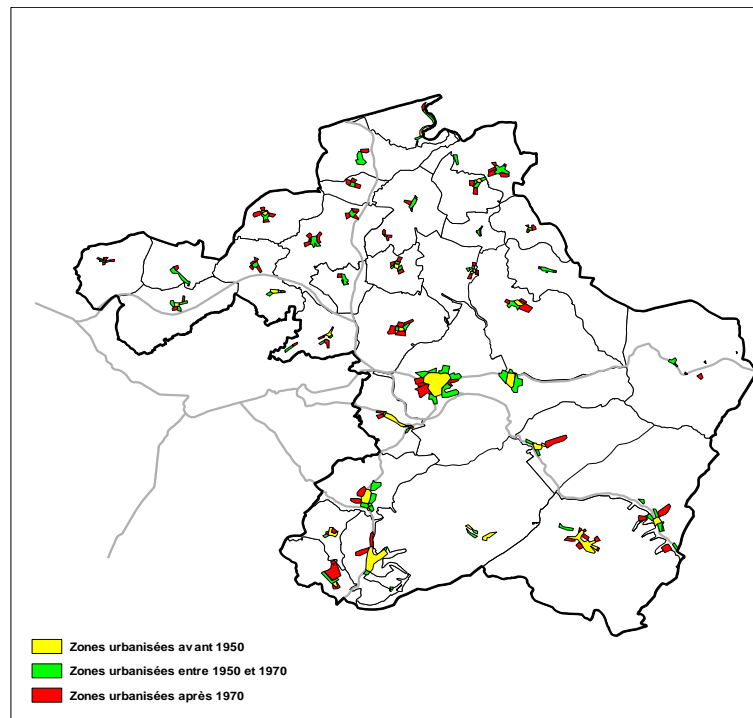 Zones urbanisées avant 1950
Zones urbanisées entre 1950 et 1970
Zones urbanisées après 1970